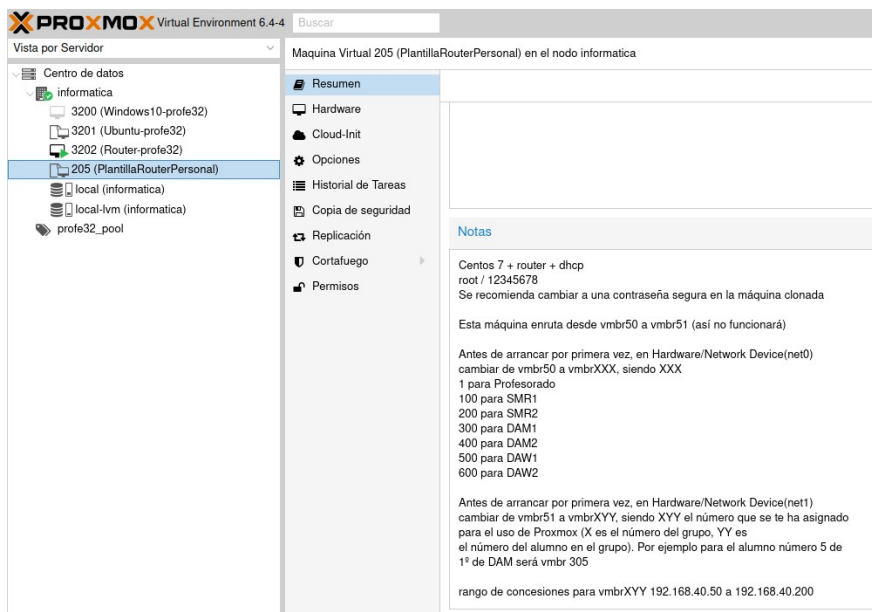 PROXMOX Virtual Environment 6.4-4 Buscar
Vista por Servidor
Centro de datos
informatica
3200 (Windows10-profe32)
3201 (Ubuntu-profe32)
3202 (Router-profe32)
205 (PlantillaRouterPersonal)
local (informatica)
local-lvm (informatica)
profe32_pool
Maquina Virtual 205 (PlantillaRouterPersonal) en el nodo informatica
Resumen
Hardware
Cloud-Init
Opciones
Historial de Tareas
Copia de seguridad
Replicación
Cortafuego
Permisos
Notas
Centos 7 + router + dhcp
root / 12345678
Se recomienda cambiar a una contraseña segura en la máquina clonada
Esta máquina enruta desde vmbr50 a vmbr51 (así no funcionará)
Antes de arrancar por primera vez, en Hardware/Network Device(net0)
cambiar de vmbr50 a vmbrXXX, siendo XXX
1 para Profesorado
100 para SMR1
200 para SMR2
300 para DAM1
400 para DAM2
500 para DAW1
600 para DAW2
Antes de arrancar por primera vez, en Hardware/Network Device(net1)
cambiar de vmbr51 a vmbrXYY, siendo XYY el número que se te ha asignado
para el uso de Proxmox (X es el número del grupo, YY es
el número del alumno en el grupo). Por ejemplo para el alumno número 5 de
1º de DAM será vmbr 305
rango de concesiones para vmbrXYY 192.168.40.50 a 192.168.40.200